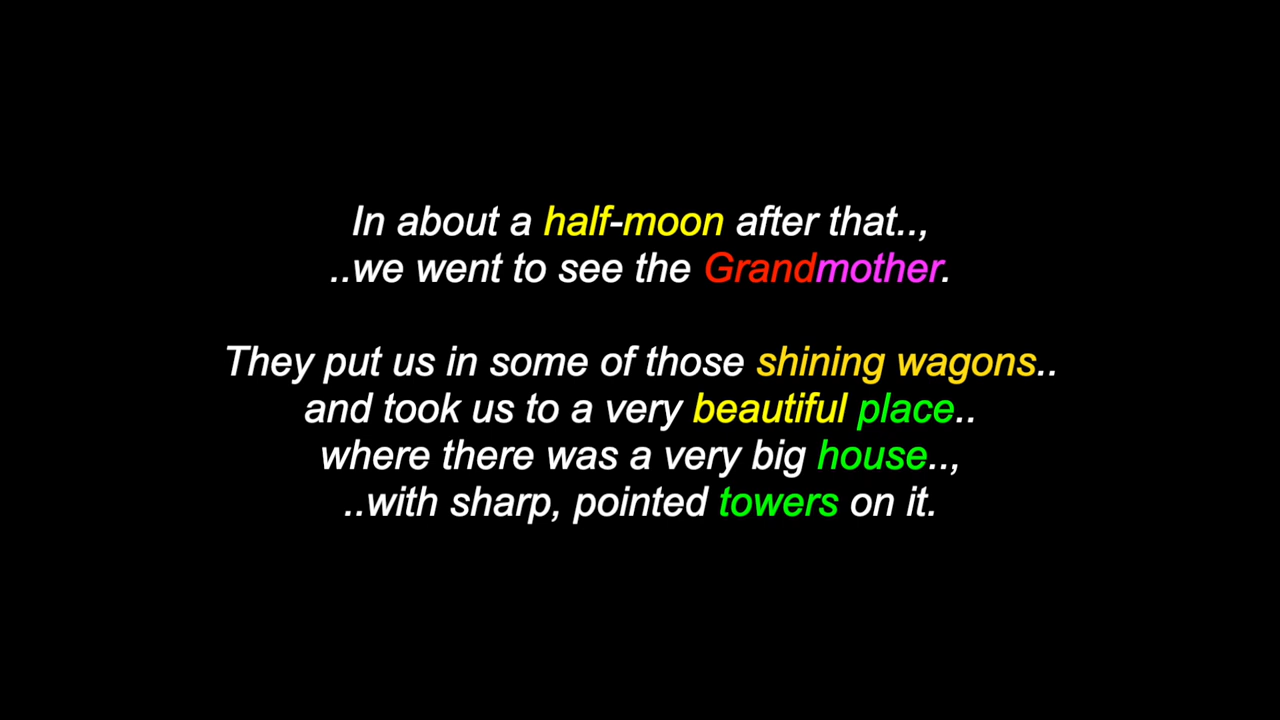 In about a half-moon after that..,
..we went to see the Grandmother.
They put us in some of those shining wagons..
and took us to a very beautiful place..
where there was a very big house..,
..with sharp, pointed towers on it.